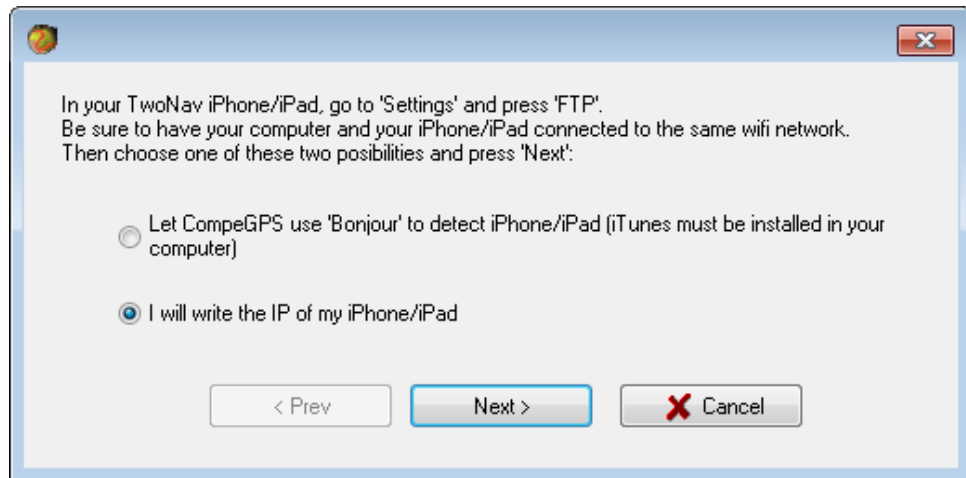 In your TwoNav iPhone/iPad, go to 'Settings' and press 'FTP'.
Be sure to have your computer and your iPhone/iPad connected to the same wifi network.
Then choose one of these two posibilities and press 'Next':
Let CompeGPS use 'Bonjour' to detect iPhone/iPad (iTunes must be installed in your
computer)
I will write the IP of my iPhone/iPad
< Prev
Next >
Cancel